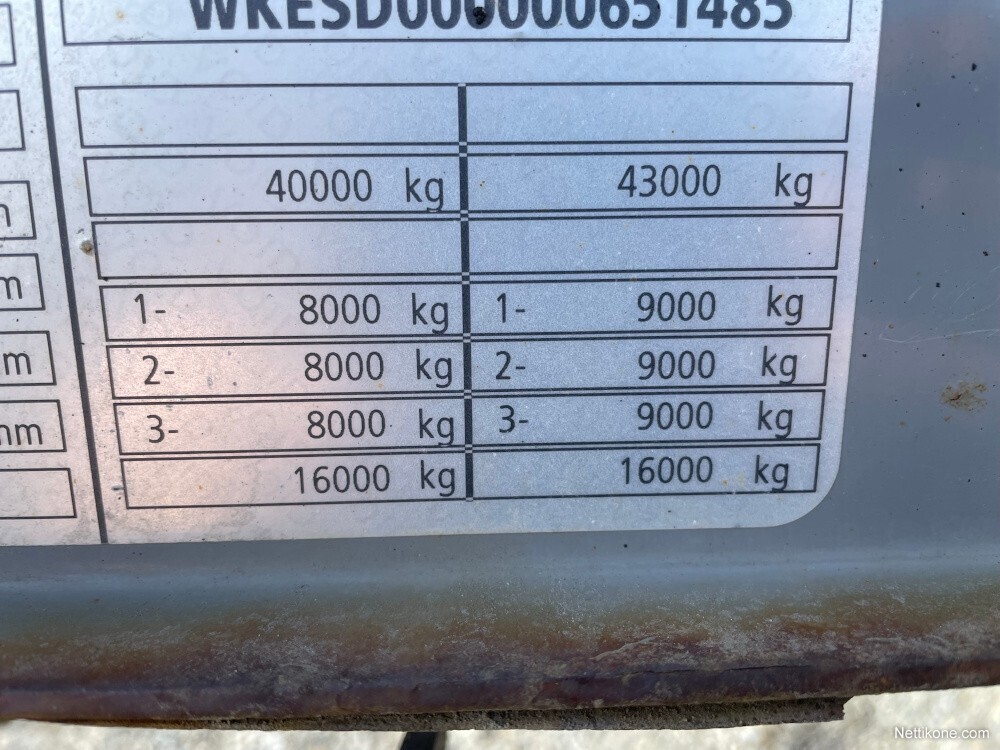 WKESD000000651485
40000 kg 43000 kg
1- 8000 kg 1- 9000 kg
m 2- 8000 kg 2- 9000 kg
mm 3- 8000 kg 3- 9000 kg
16000 kg 16000 kg
Nettikone.com